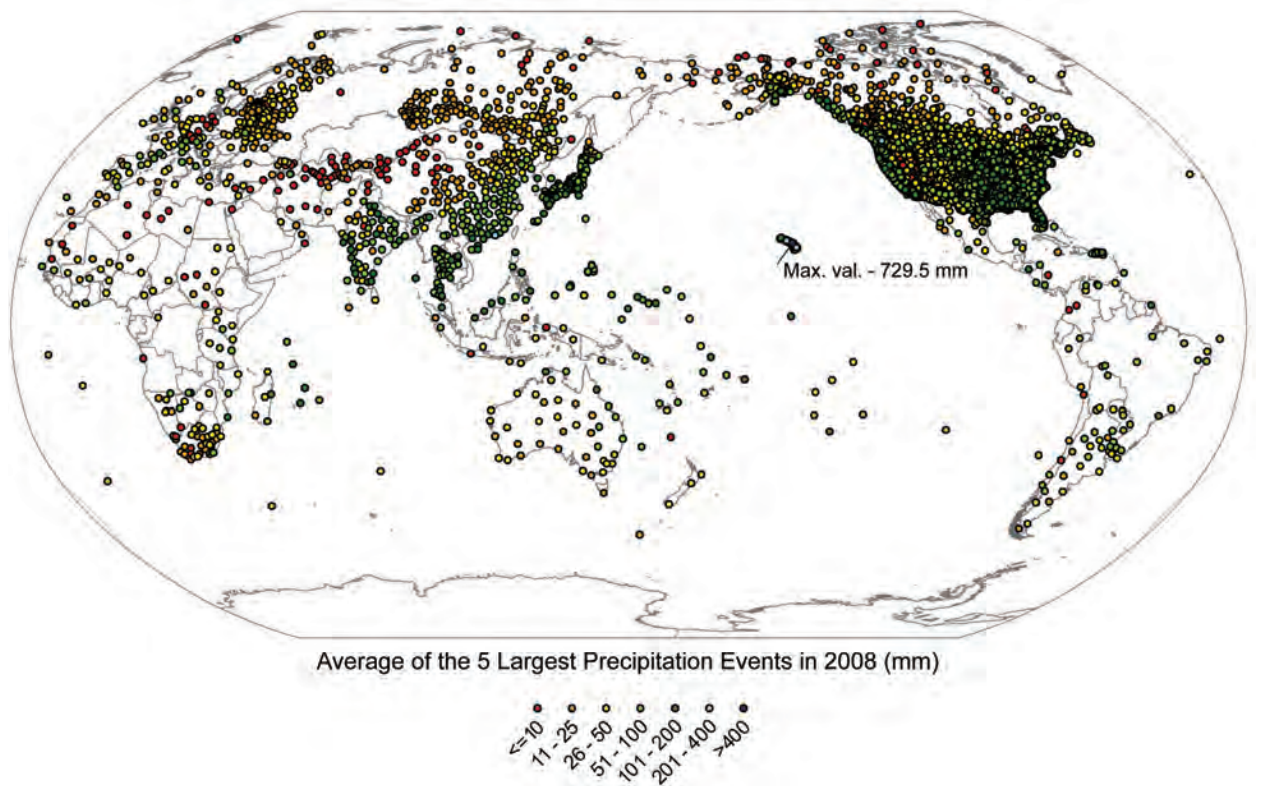 Max. val. - 729.5 mm
Average of the 5 Largest Precipitation Events in 2008 (mm)
<=10
11 - 25
26 - 50
51 - 100
101 - 200
201 - 400
>400